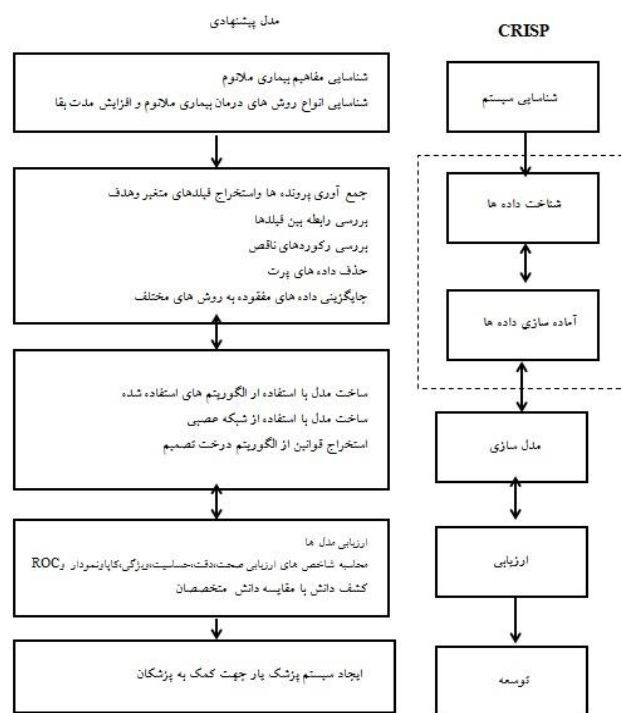 مدل پیشنهادی
CRISP
شناسایی مفاهیم بیماری ملانوم
شناسایی انواع روش های درمان بیماری ملانوم و افزایش مدت بقا
شناسایی سیستم
جمع آوری پرونده ها واستخراج فیلدهای متغیر وهدف
بررسی رابطه بین فیلدها
بررسی رکوردهای ناقص
حذف داده های پرت
جایگزینی داده های مفقوده به روش های مختلف
شناخت داده ها
آماده سازی داده ها
ساخت مدل با استفاده از الگوریتم های استفاده شده
ساخت مدل با استفاده از شبکه عصبی
استخراج قوانین از الگوریتم درخت تصمیم
مدل سازی
ارزیابی مدل ها
محاسبه شاخص های ارزیابی صحت،دقت،حساسیت،ویژگی،کاپاونمودار وROC
کشف دانش با مقایسه دانش متخصصان
ارزیابی
ایجاد سیستم پزشک یار جهت کمک به پزشکان
توسعه